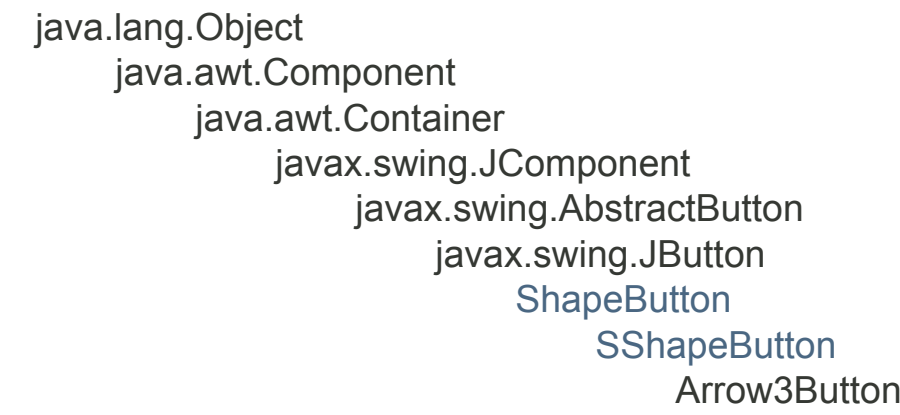 java.lang.Object
java.awt.Component
java.awt.Container
javax.swing.JComponent
javax.swing.AbstractButton
javax.swing.JButton
ShapeButton
SShapeButton
Arrow3Button